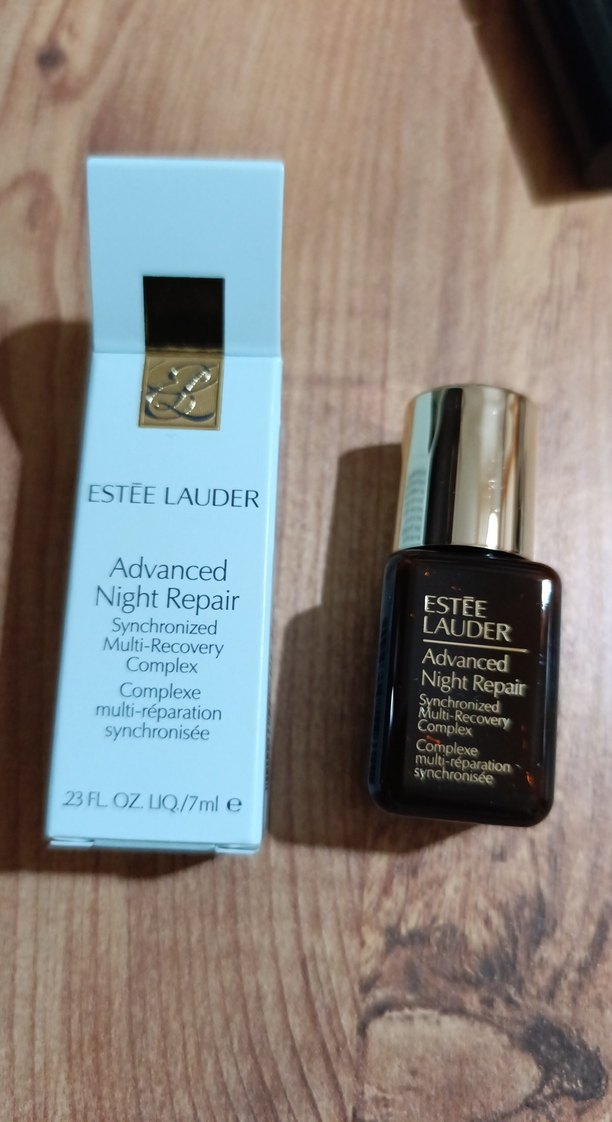 ESTĒE LAUDER
Advanced
Night Repair
Synchronized
Multi-Recovery
Complex
Complexe
multi-réparation
synchronisée
.23 FL. OZ. LIQ./7ml e
ESTĒE
LAUDER
Advanced
Night Repair
Synchronized
Multi-Recovery
Complex
Complexe
multi-réparation
synchronisée